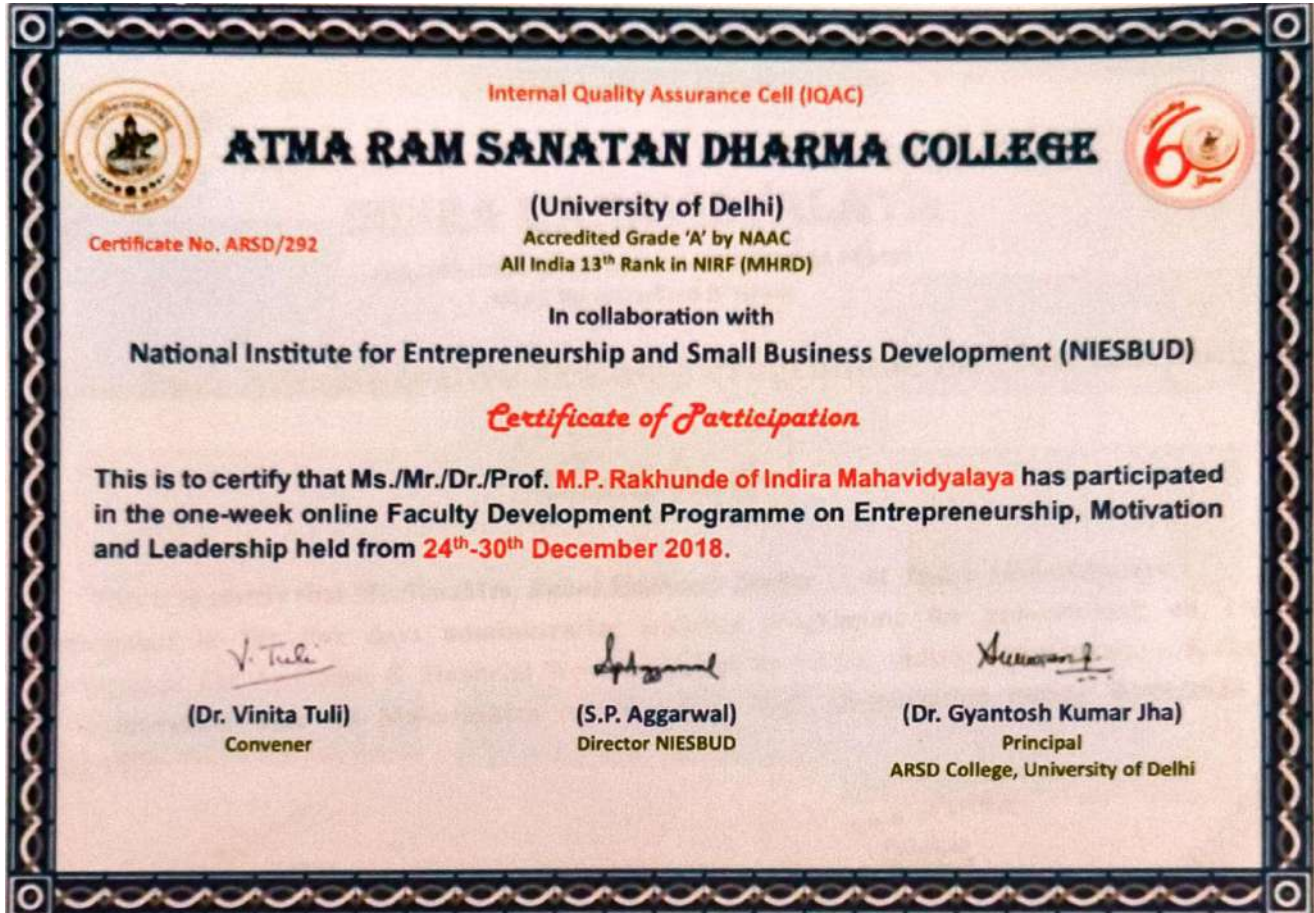 Internal Quality Assurance Cell (IQAC)
ATMA RAM SANATAN DHARMA COLLEGE
(University of Delhi)
Accredited Grade 'A' by NAAC
Certificate No. ARSD/292
All India 13th Rank in NIRF (MHRD)
In collaboration with
National Institute for Entrepreneurship and Small Business Development (NIESBUD)
Certificate of Participation
This is to certify that Ms./Mr./Dr./Prof. M.P. Rakhunde of Indira Mahavidyalaya has participated
in the one-week online Faculty Development Programme on Entrepreneurship, Motivation
and Leadership held from 24th-30th December 2018.
V. Tuli
SpAggarwal
(Dr. Vinita Tuli)
(S.P. Aggarwal)
(Dr. Gyantosh Kumar Jha)
Convener
Director NIESBUD
Principal
ARSD College, University of Delhi
60